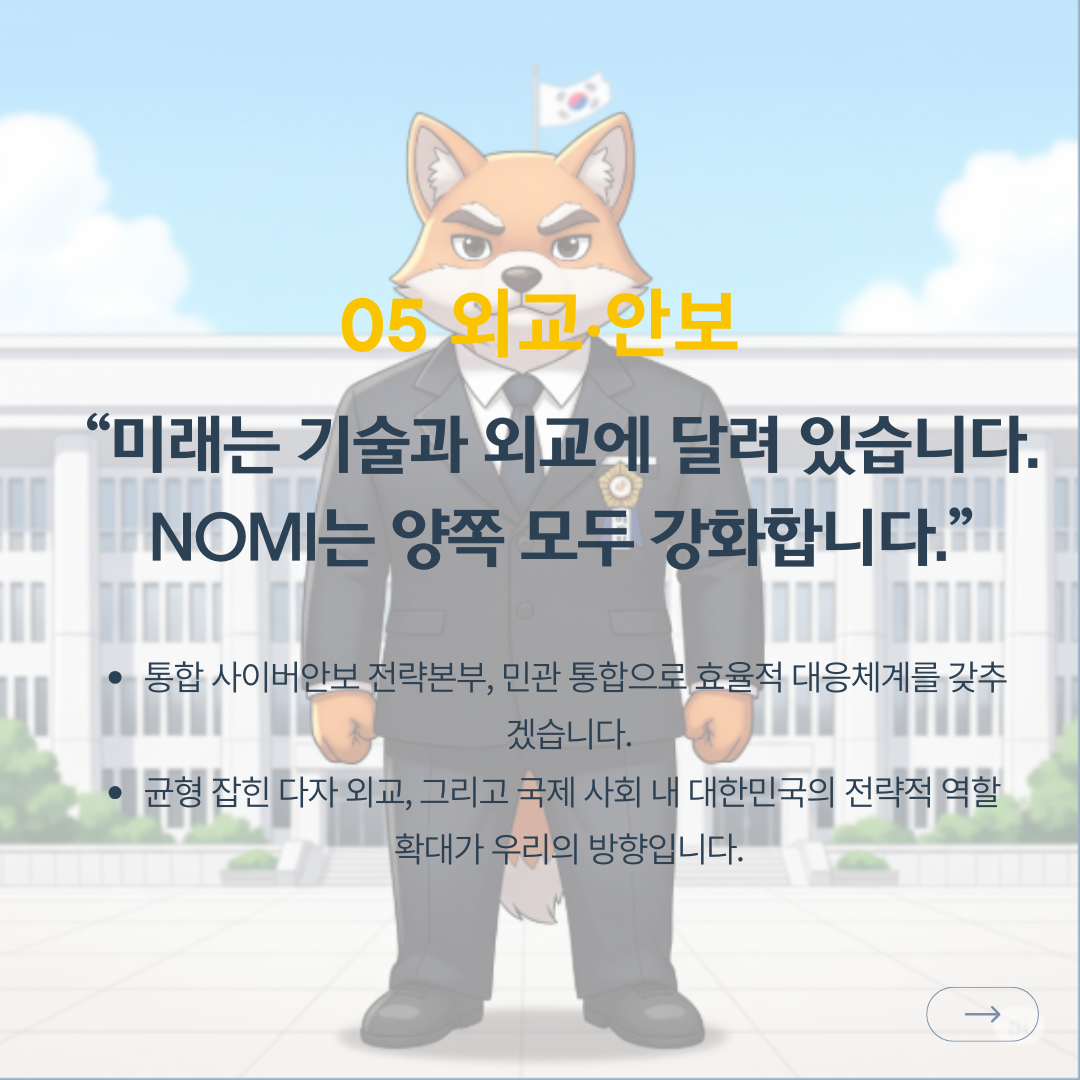 05 외교·안보
“미래는 기술과 외교에 달려 있습니다.
NOMI는 양쪽 모두 강화합니다.”
• 통합 사이버안보 전략본부, 민관 통합으로 효율적 대응체계를 갖추
겠습니다.
• 균형 잡힌 다자 외교, 그리고 국제 사회 내 대한민국의 전략적 역할
확대가 우리의 방향입니다.
→